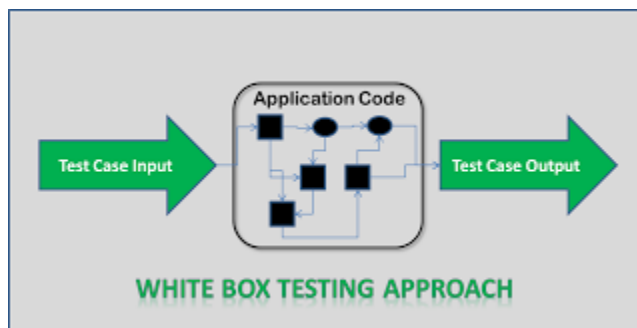 Application Code
Test Case Input
Test Case Output
WHITE BOX TESTING APPROACH